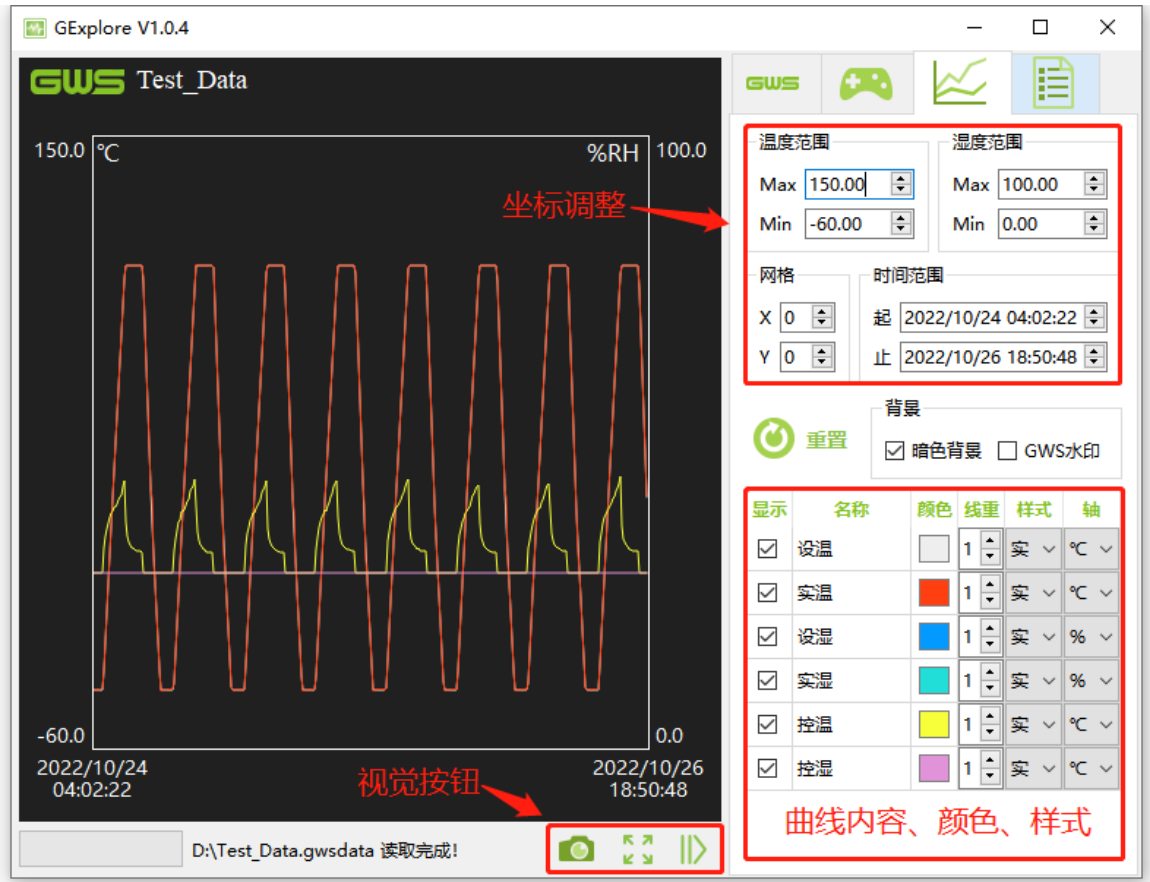 GExplore V1.0.4
GWS Test_Data
150.0 ℃ %RH 100.0
-60.0 0.0
2022/10/24 04:02:22
2022/10/26 18:50:48
坐标调整
视觉按钮
D:\Test_Data.gwsdata 读取完成!
GWS
温度范围
Max 150.00
Min -60.00
湿度范围
Max 100.00
Min 0.00
网格
X 0
Y 0
时间范围
起 2022/10/24 04:02:22
止 2022/10/26 18:50:48
重置
背景
暗色背景 GWS水印
显示 名称 颜色 线重 样式 轴
设温 1 实 ℃
实温 1 实 ℃
设湿 1 实 %
实湿 1 实 %
控温 1 实 ℃
控湿 1 实 ℃
曲线内容、颜色、样式